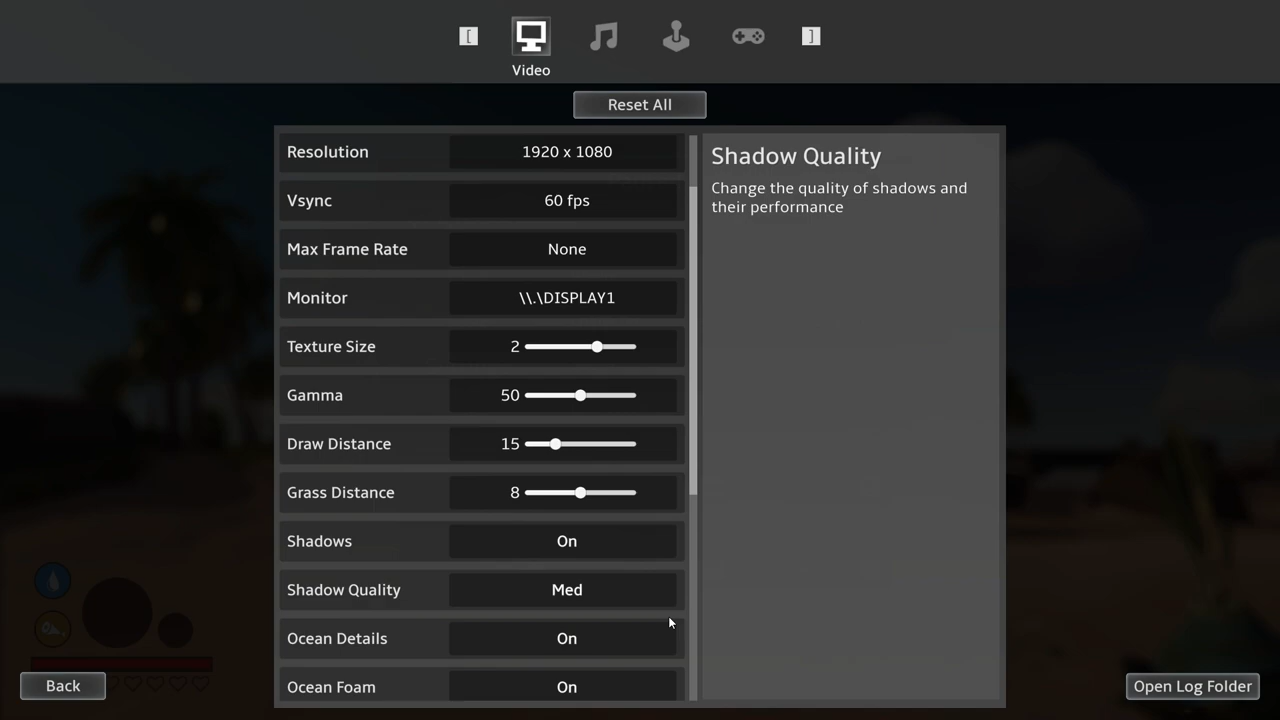 [
]
Video
Reset All
Resolution 1920 x 1080
Vsync 60 fps
Max Frame Rate None
Monitor \\.\DISPLAY1
Texture Size 2
Gamma 50
Draw Distance 15
Grass Distance 8
Shadows On
Shadow Quality Med
Ocean Details On
Ocean Foam On
Shadow Quality
Change the quality of shadows and
their performance
Back
Open Log Folder